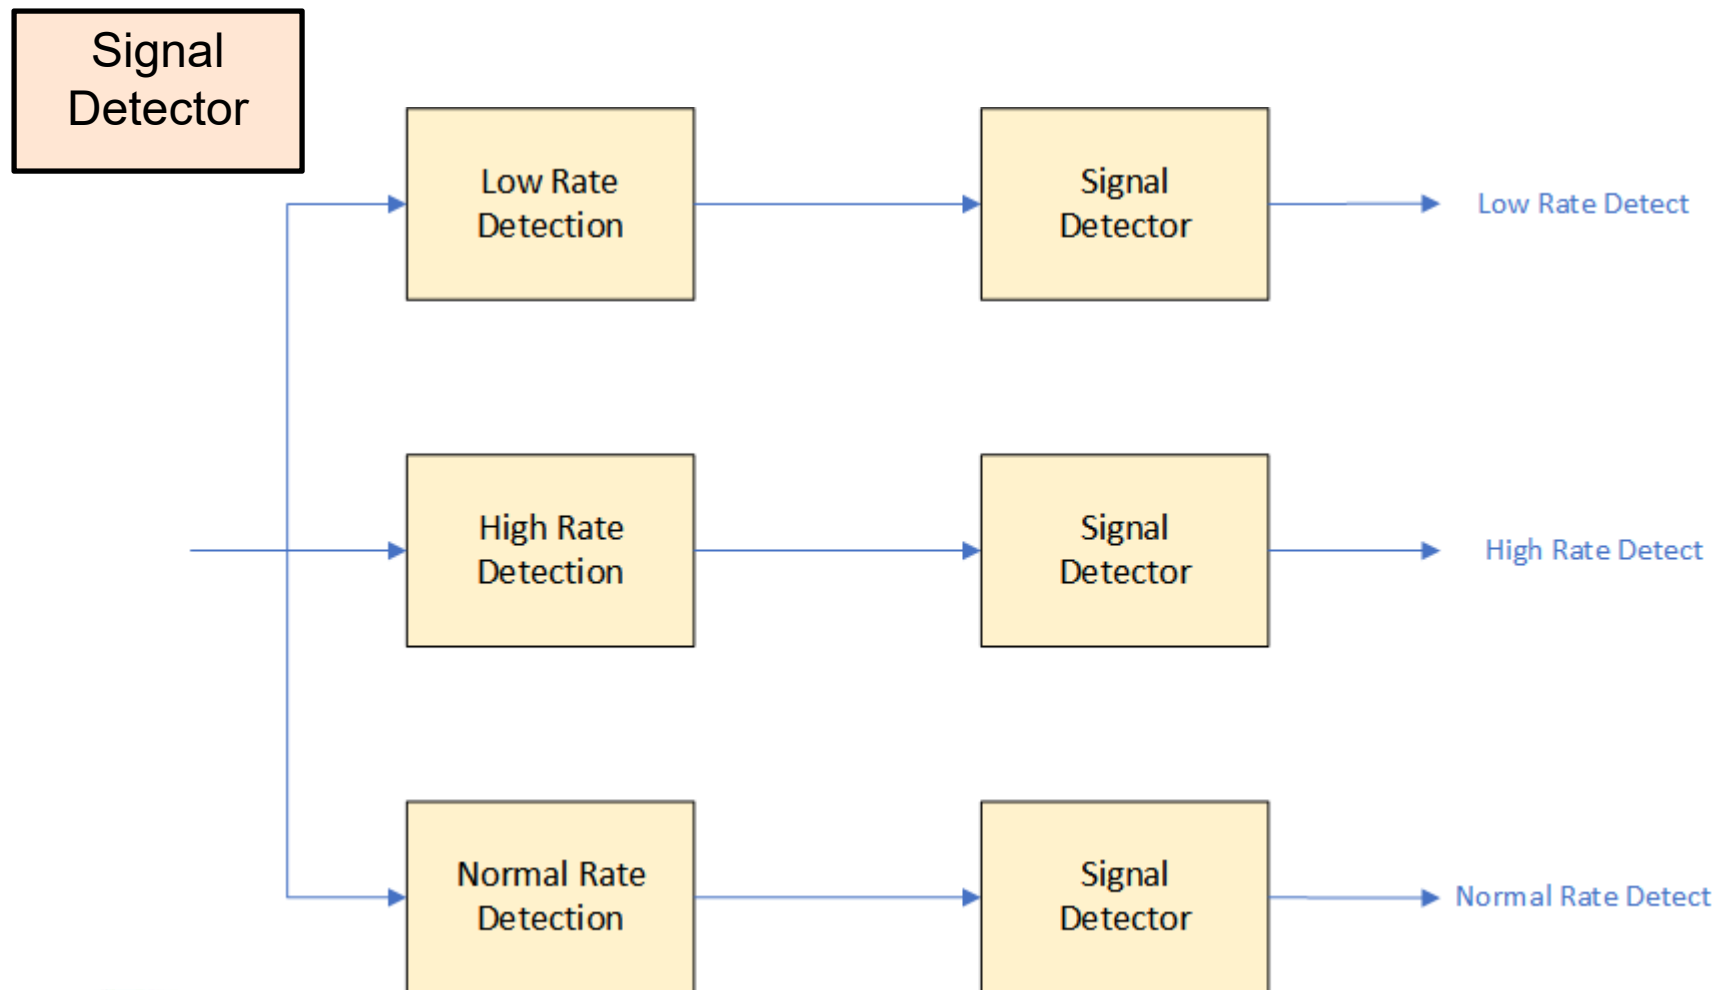 Signal
Detector
Low Rate
Detection
Signal
Detector
Low Rate Detect
High Rate
Detection
Signal
Detector
High Rate Detect
Normal Rate
Detection
Signal
Detector
Normal Rate Detect